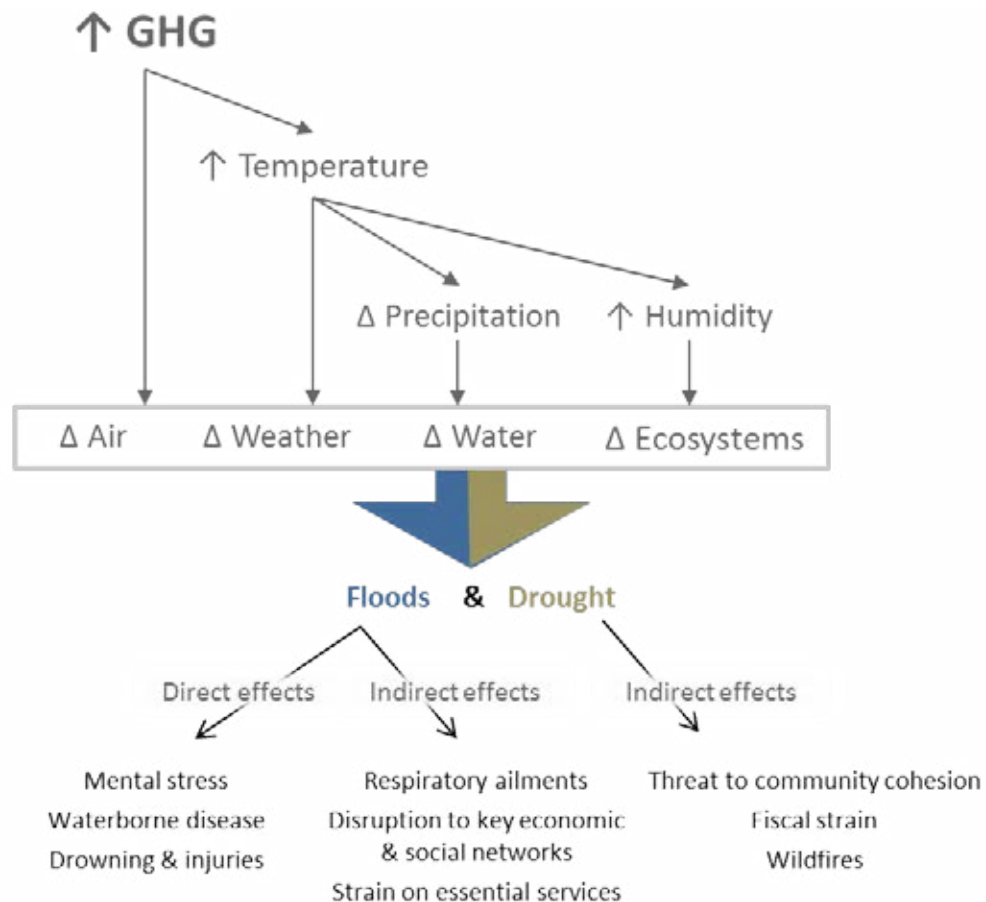 ↑ GHG
↑ Temperature
Δ Precipitation ↑ Humidity
Δ Air Δ Weather Δ Water Δ Ecosystems
Floods & Drought
Direct effects Indirect effects Indirect effects
Mental stress
Waterborne disease
Drowning & injuries
Respiratory ailments
Disruption to key economic
& social networks
Strain on essential services
Threat to community cohesion
Fiscal strain
Wildfires